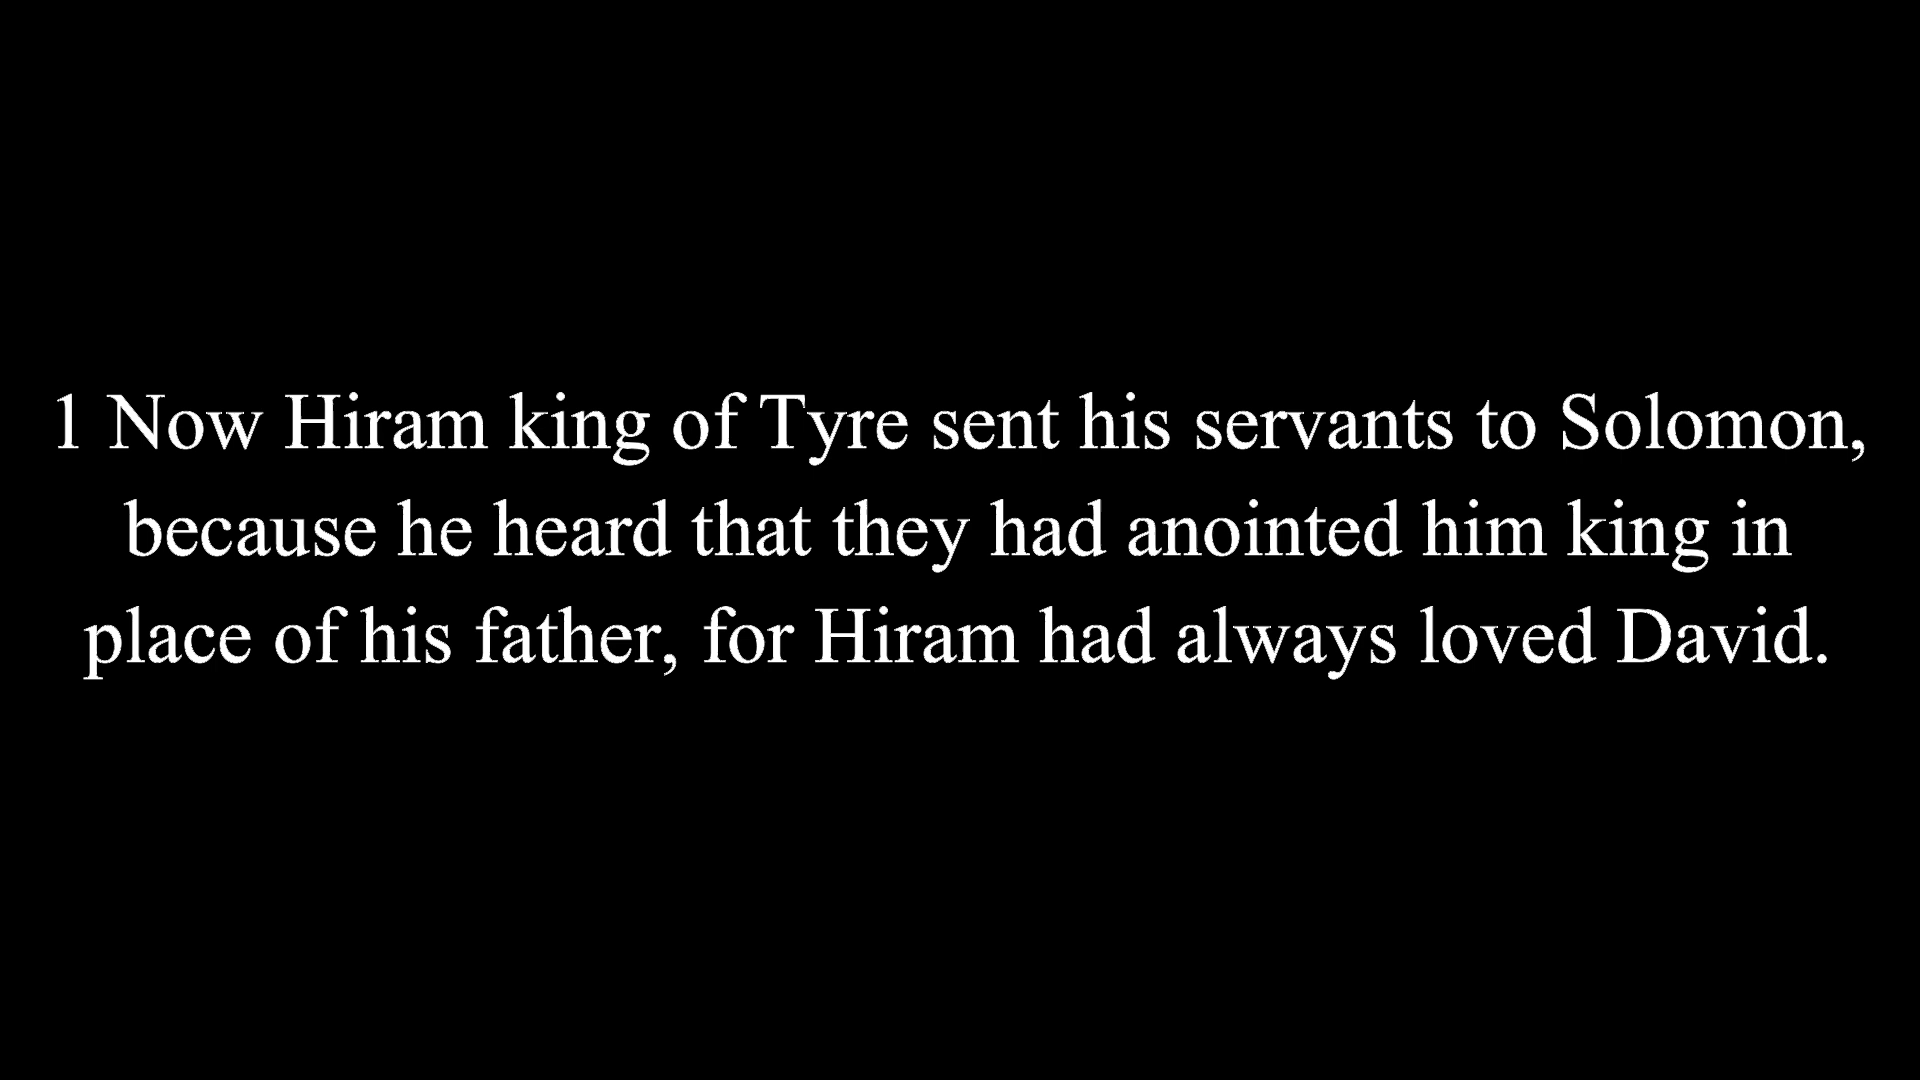 1 Now Hiram king of Tyre sent his servants to Solomon,
because he heard that they had anointed him king in
place of his father, for Hiram had always loved David.